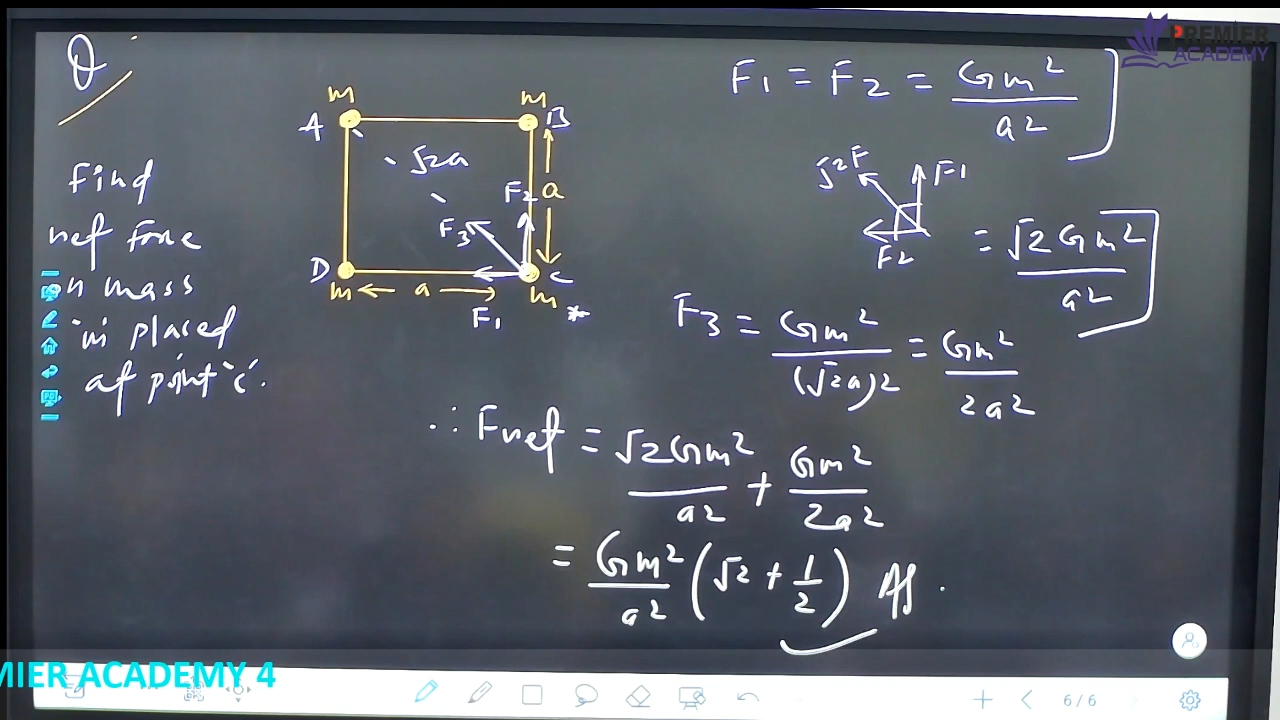 Q
Find
net Force
on mass
'm' placed
at point 'c'.
m
m
A
B
√2a
F2
a
F3
D
C
m
a
m
F1
*
F1 = F2 = Gm²/a²
√2F
F1
F2
= √2 Gm²/a²
F3 = Gm²/(√2a)² = Gm²/2a²
∴ Fnet = √2Gm²/a² + Gm²/2a²
= Gm²/a² (√2 + 1/2)
PREMIER
ACADEMY
MIER ACADEMY 4
6/6